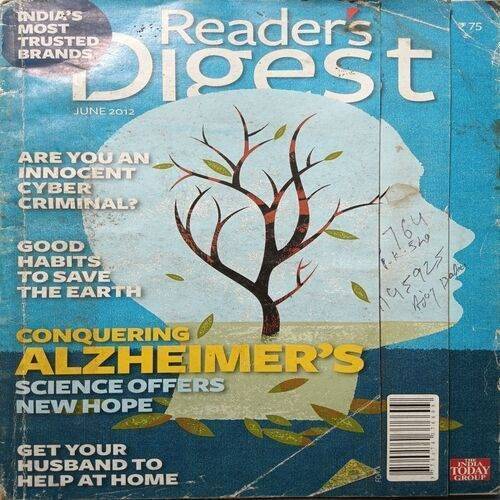 INDIA'S
MOST
TRUSTED
BRANDS
Reader's
Digest
₹ 75
JUNE 2012
ARE YOU AN
INNOCENT
CYBER
CRIMINAL?
GOOD
HABITS
TO SAVE
THE EARTH
764
CONQUERING
ALZHEIMER'S
SCIENCE OFFERS
NEW HOPE
GET YOUR
HUSBAND TO
HELP AT HOME
THE
INDIA
TODAY
GROUP